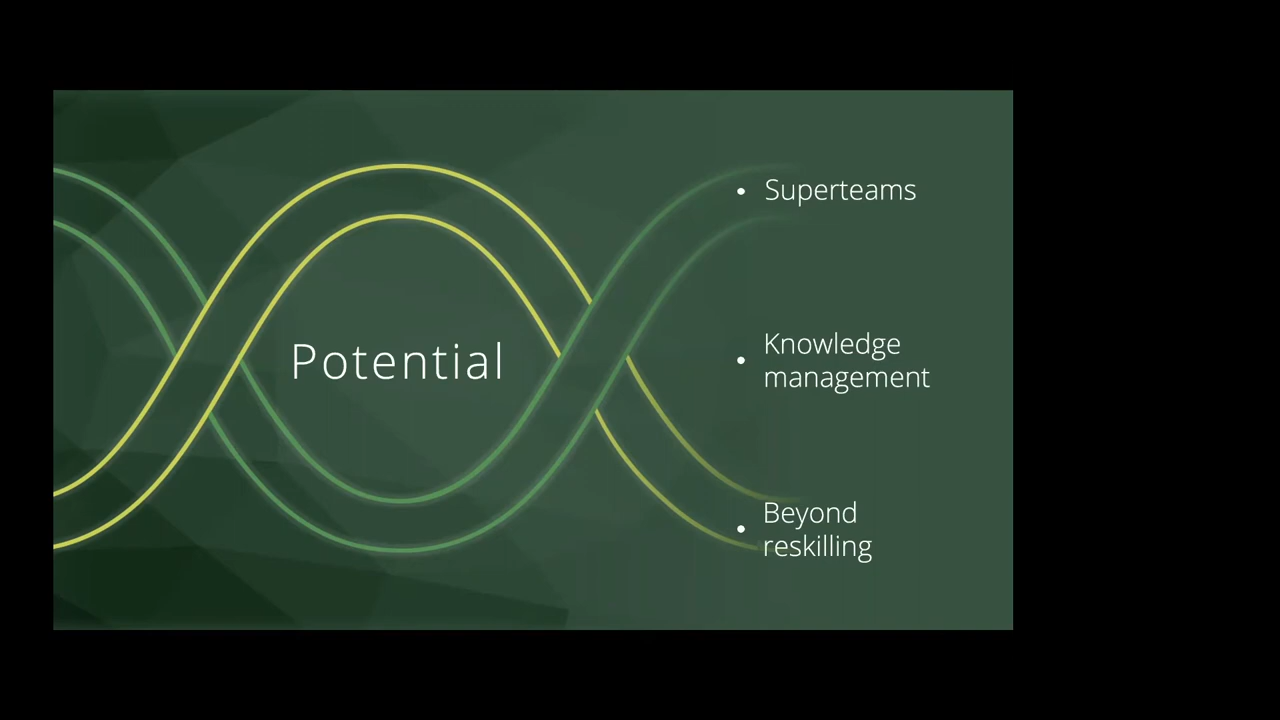 Potential
• Superteams
• Knowledge
management
• Beyond
reskilling